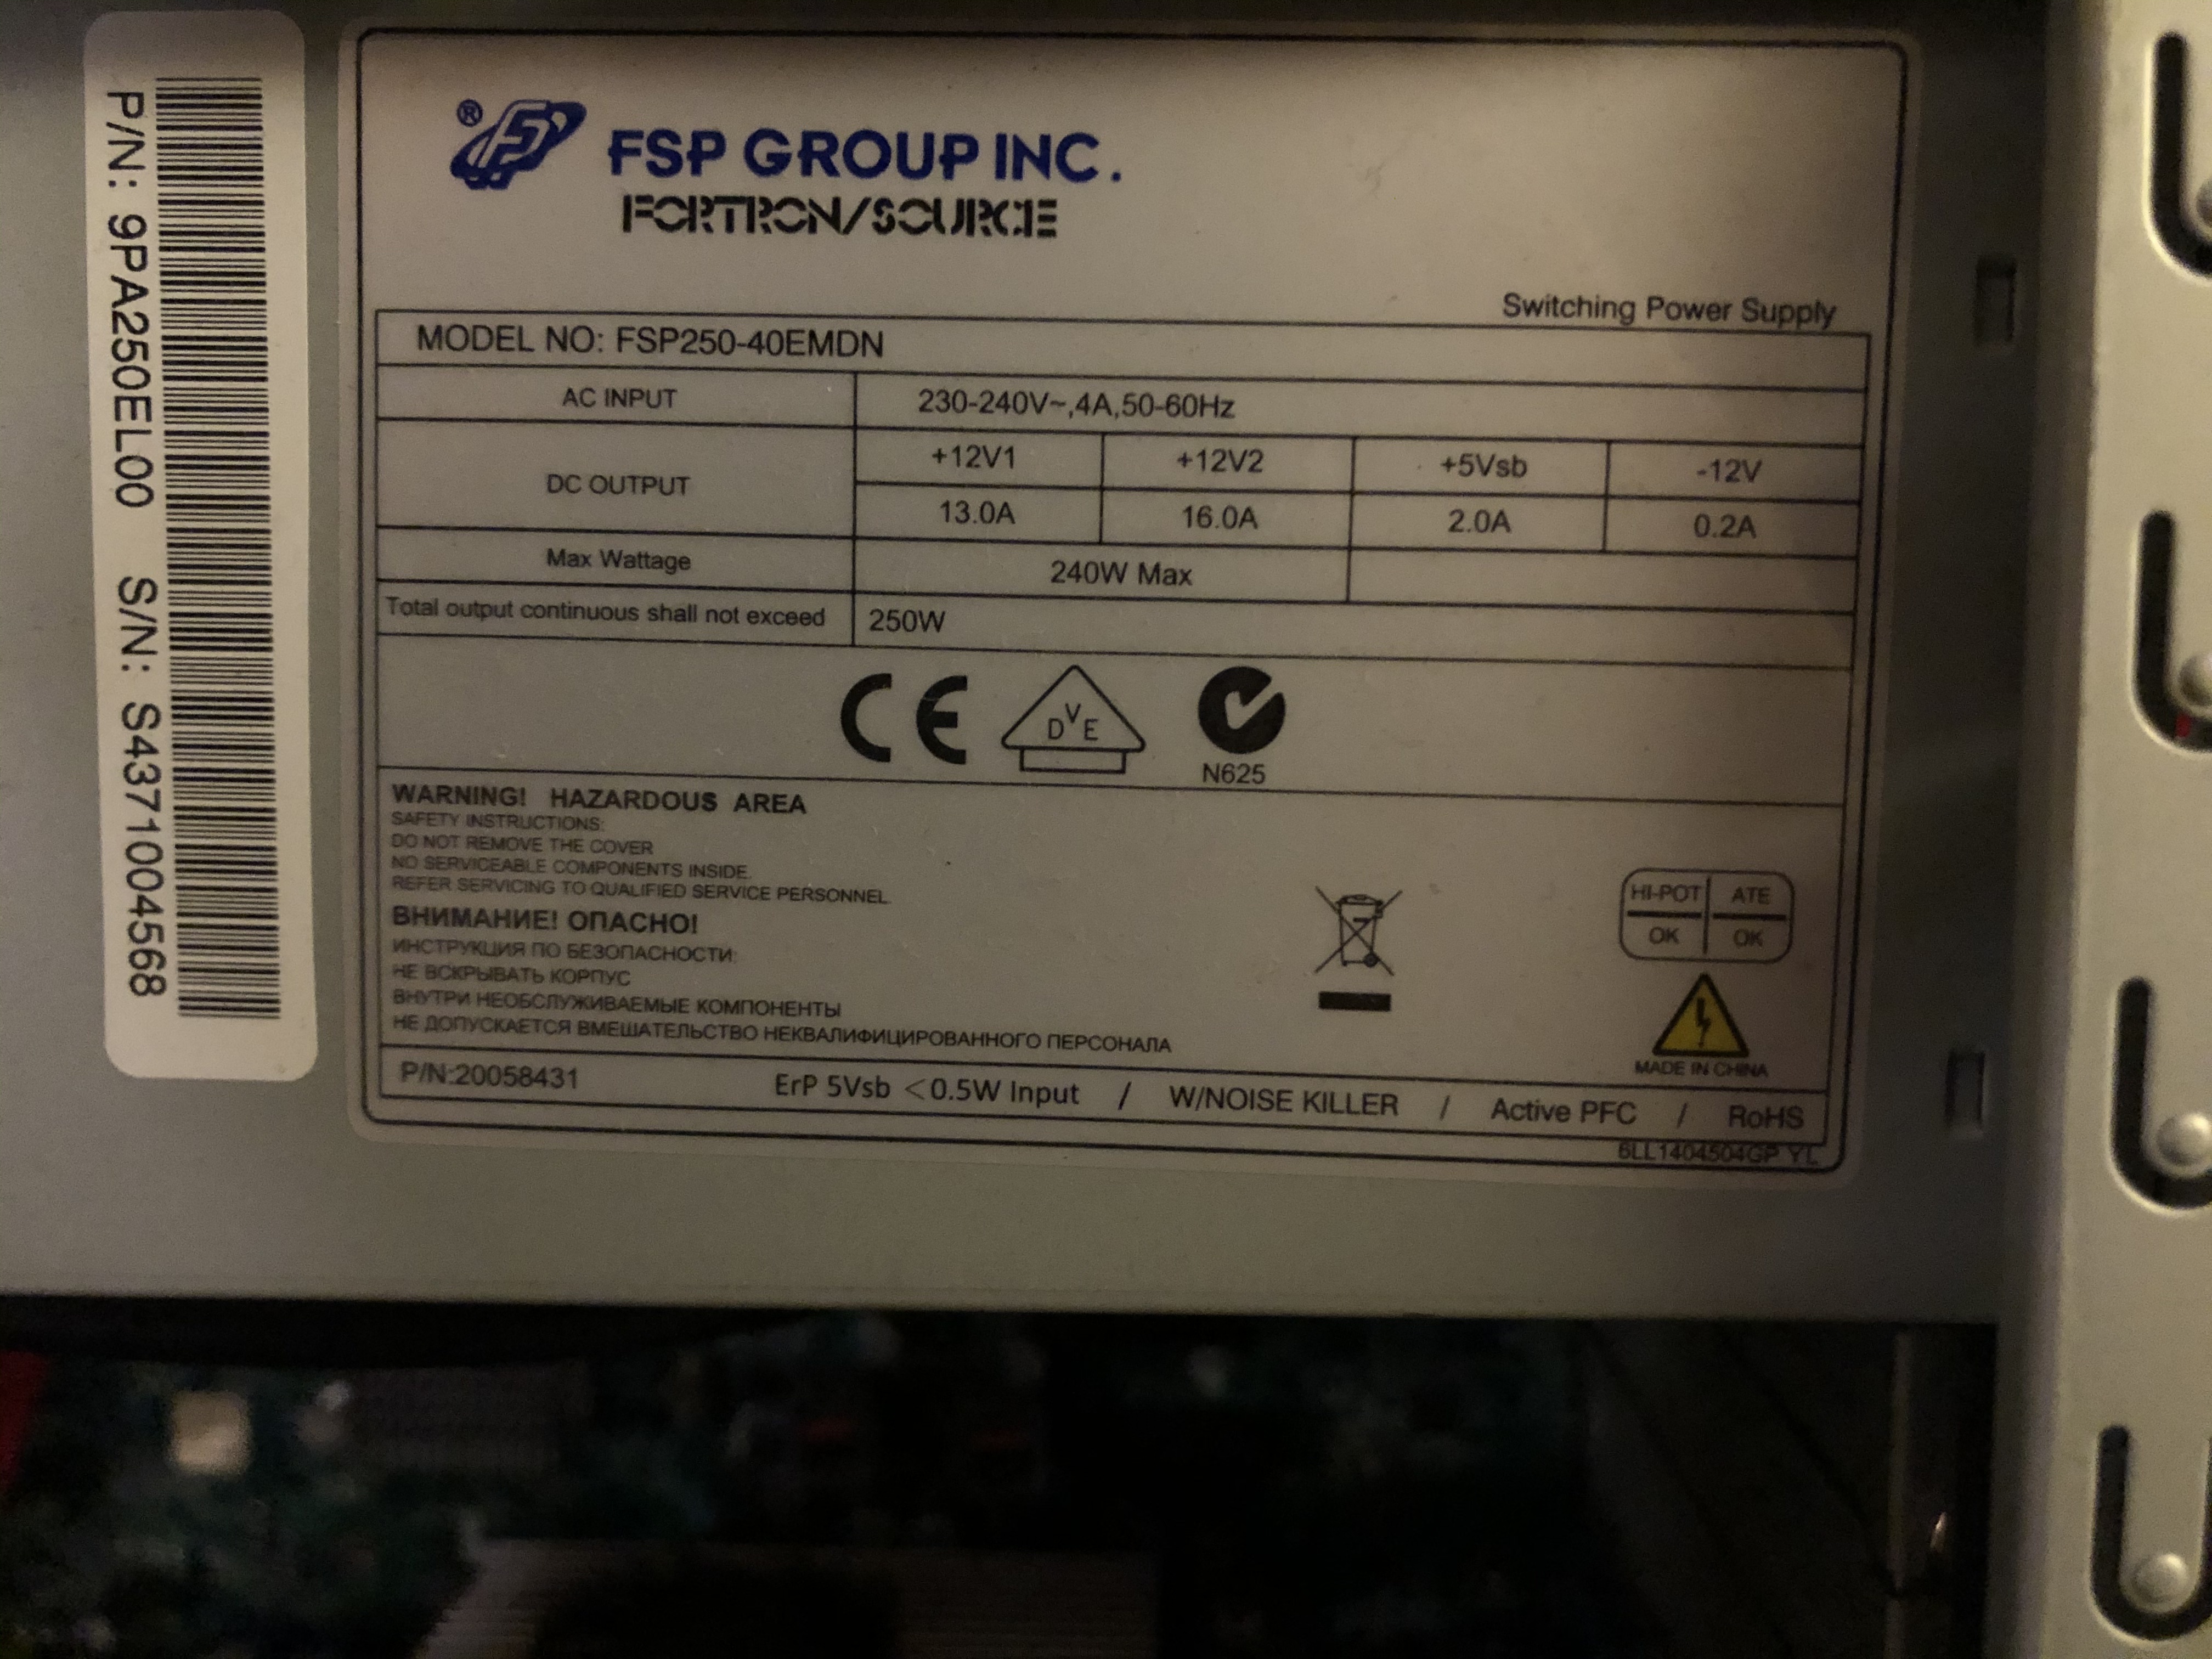 P/N: 9PA250EL00 S/N: S4371004568
® FSP GROUP INC.
FORTRON/SOURCE
Switching Power Supply
MODEL NO: FSP250-40EMDN
AC INPUT 230-240V~,4A,50-60Hz
DC OUTPUT
+12V1 +12V2 +5Vsb -12V
13.0A 16.0A 2.0A 0.2A
Max Wattage 240W Max
Total output continuous shall not exceed 250W
CE DVE
N625
WARNING! HAZARDOUS AREA
SAFETY INSTRUCTIONS:
DO NOT REMOVE THE COVER
NO SERVICEABLE COMPONENTS INSIDE.
REFER SERVICING TO QUALIFIED SERVICE PERSONNEL
ВНИМАНИЕ! ОПАСНО!
ИНСТРУКЦИЯ ПО БЕЗОПАСНОСТИ:
НЕ ВСКРЫВАТЬ КОРПУС
ВНУТРИ НЕОБСЛУЖИВАЕМЫЕ КОМПОНЕНТЫ
НЕ ДОПУСКАЕТСЯ ВМЕШАТЕЛЬСТВО НЕКВАЛИФИЦИРОВАННОГО ПЕРСОНАЛА
HI-POT ATE
OK OK
MADE IN CHINA
P/N:20058431 ErP 5Vsb <0.5W Input / W/NOISE KILLER / Active PFC / RoHS
6LL1404504GP YL